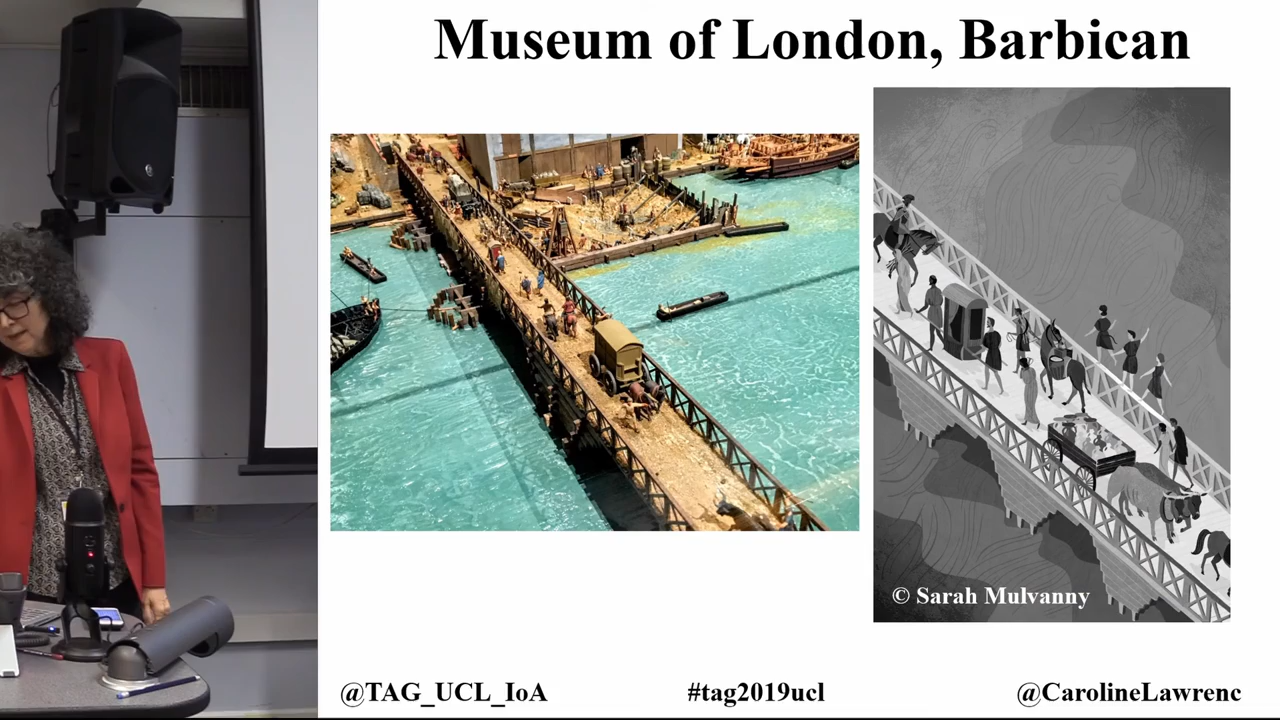 Museum of London, Barbican
© Sarah Mulvanny
@TAG_UCL_IoA
#tag2019ucl
@CarolineLawrenc